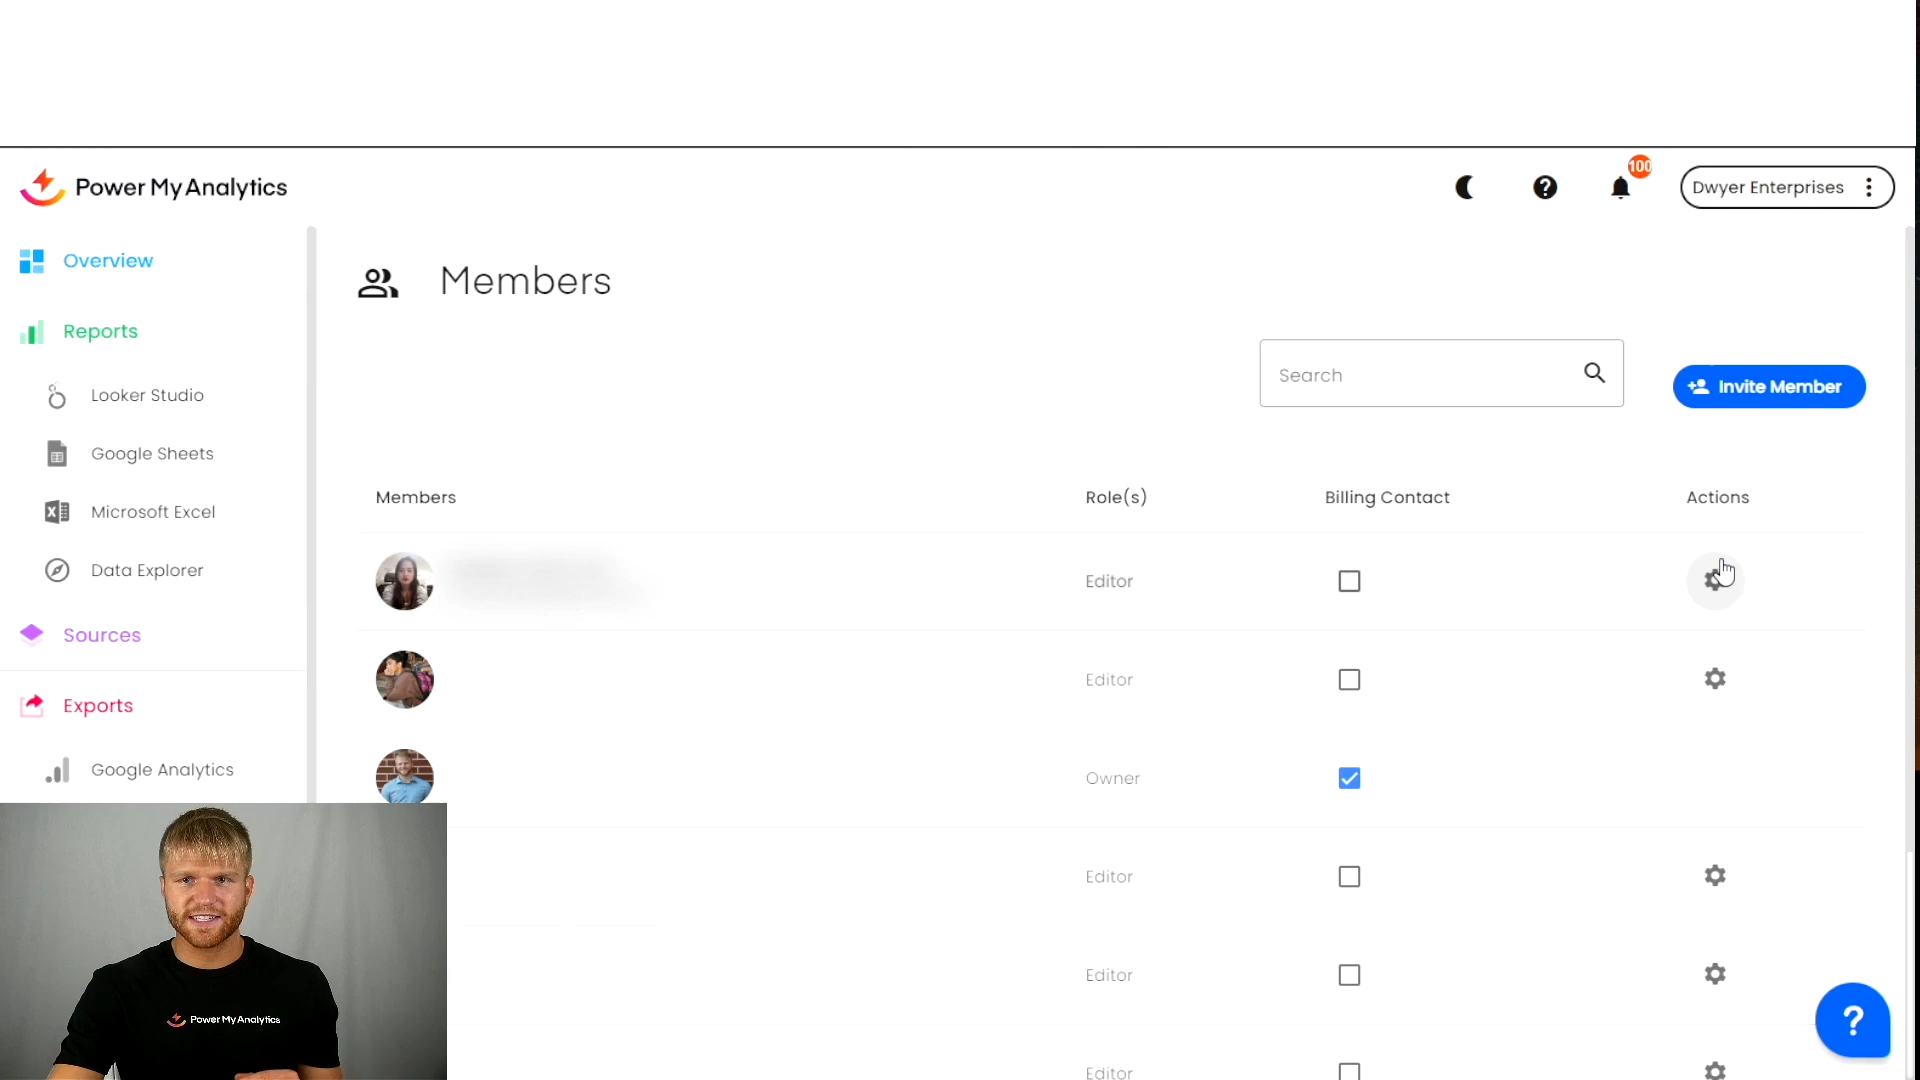 Power My Analytics
100
Dwyer Enterprises
Overview
Members
Reports
Looker Studio
Search
Invite Member
Google Sheets
Members
Role(s)
Billing Contact
Actions
Microsoft Excel
Data Explorer
Editor
Sources
Editor
Exports
Google Analytics
Owner
Editor
Editor
Power My Analytics
?
Editor